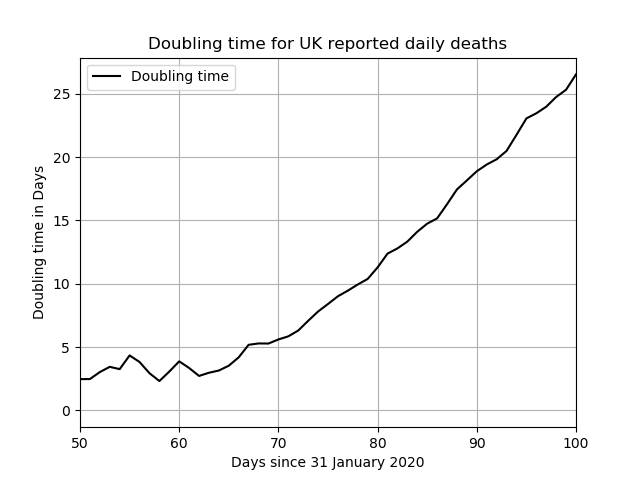 Doubling time for UK reported daily deaths
Doubling time
25
20
15
10
5
0
Doubling time in Days
50 60 70 80 90 100
Days since 31 January 2020